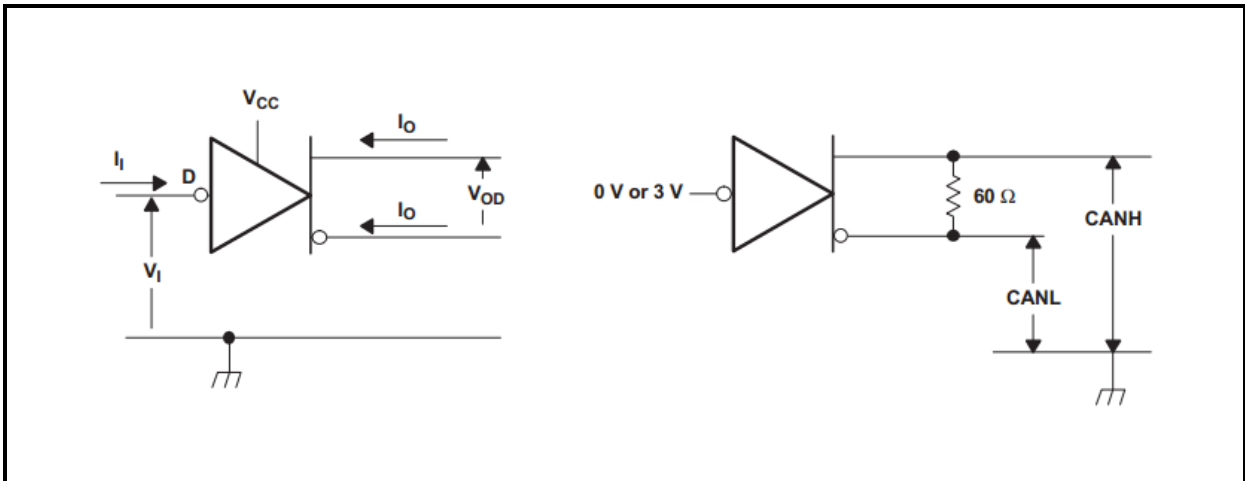 VCC
IO
II
D
VOD
IO
VI
0 V or 3 V
60 Ω
CANH
CANL